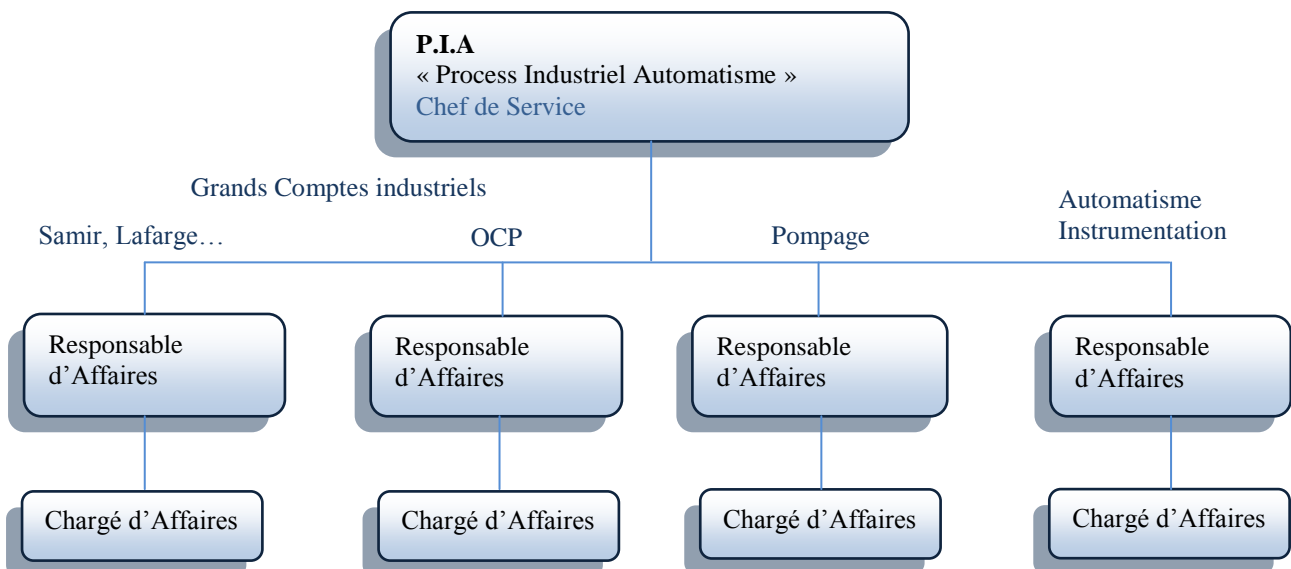 P.I.A
« Process Industriel Automatisme »
Chef de Service
Grands Comptes industriels
Samir, Lafarge…
OCP
Pompage
Automatisme
Instrumentation
Responsable
d’Affaires
Responsable
d’Affaires
Responsable
d’Affaires
Responsable
d’Affaires
Chargé d’Affaires
Chargé d’Affaires
Chargé d’Affaires
Chargé d’Affaires